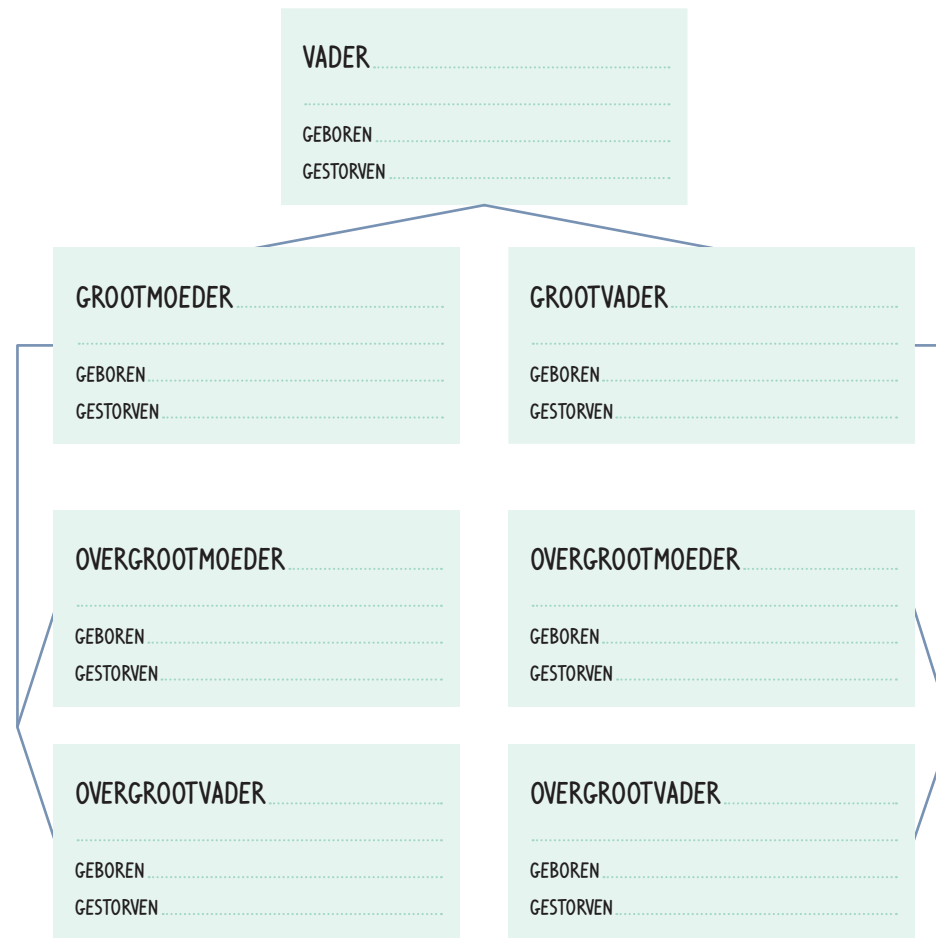 VADER
GEBOREN
GESTORVEN
GROOTMOEDER
GEBOREN
GESTORVEN
GROOTVADER
GEBOREN
GESTORVEN
OVERGROOTMOEDER
GEBOREN
GESTORVEN
OVERGROOTMOEDER
GEBOREN
GESTORVEN
OVERGROOTVADER
GEBOREN
GESTORVEN
OVERGROOTVADER
GEBOREN
GESTORVEN